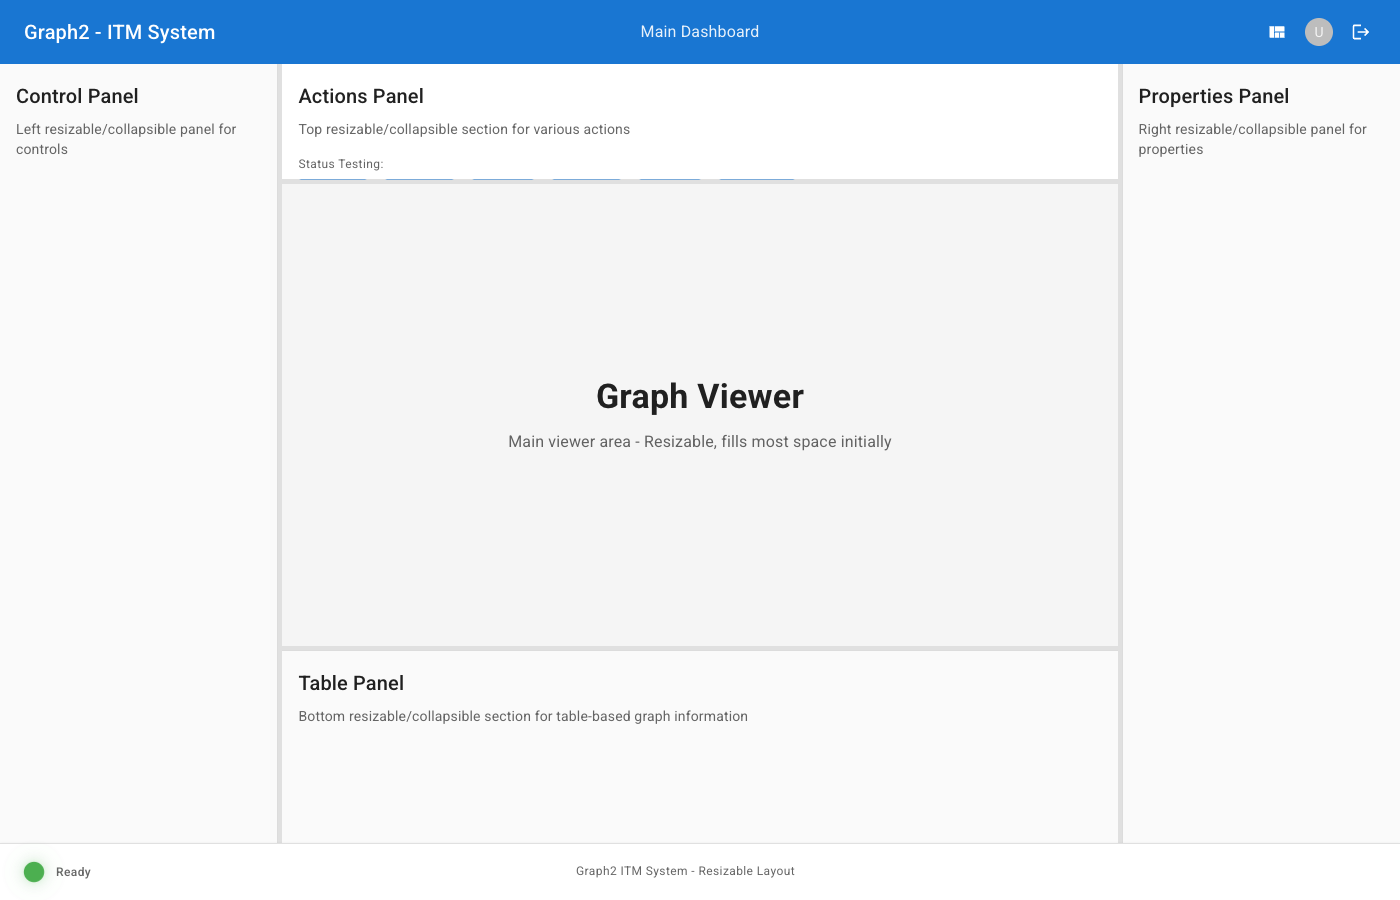 Graph2 - ITM System
Main Dashboard
U
Control Panel
Left resizable/collapsible panel for
controls
Actions Panel
Top resizable/collapsible section for various actions
Status Testing:
Graph Viewer
Main viewer area - Resizable, fills most space initially
Table Panel
Bottom resizable/collapsible section for table-based graph information
Properties Panel
Right resizable/collapsible panel for
properties
Ready
Graph2 ITM System - Resizable Layout